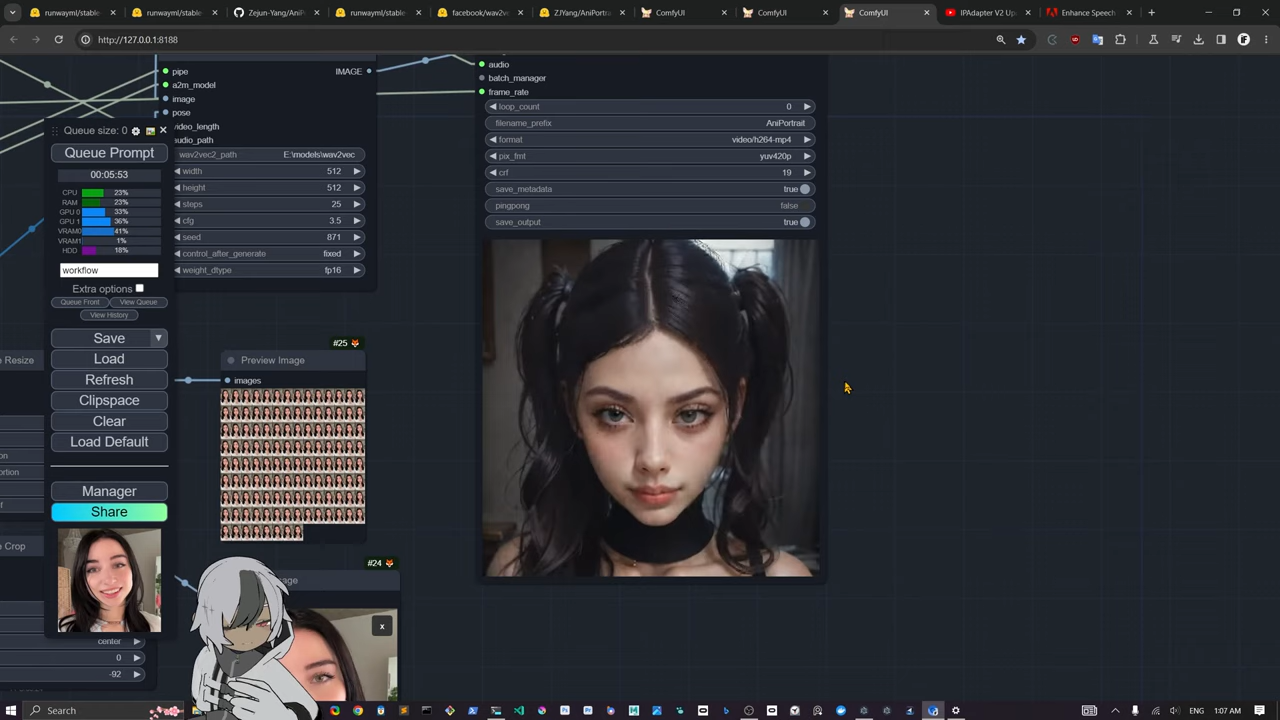 runwayml/stable
runwayml/stable
Zejun-Yang/AniP
runwayml/stable
facebook/wav2ve
ZJYang/AniPortra
ComfyUI
ComfyUI
ComfyUI
IPAdapter V2 Up
Enhance Speech
http://127.0.0.1:8188
pipe
a2m_model
image
pose
video_length
audio_path
IMAGE
wav2vec2_path E:\models\wav2vec
width 512
height 512
steps 25
cfg 3.5
seed 871
control_after_generate fixed
weight_dtype fp16
audio
batch_manager
frame_rate
loop_count 0
filename_prefix AniPortrait
format video/h264-mp4
pix_fmt yuv420p
crf 19
save_metadata true
pingpong false
save_output true
Queue size: 0
Queue Prompt
00:05:53
CPU 23%
RAM 23%
GPU 0 33%
GPU 1 36%
VRAM0 41%
VRAM1 1%
HDD 18%
workflow
Extra options
Queue Front View Queue
View History
Save
Load
Refresh
Clipspace
Clear
Load Default
Manager
Share
e Resize
on
ortion
f
e Crop
center
0
-92
#25
Preview Image
images
#24
age
x
Search
ENG
1:07 AM